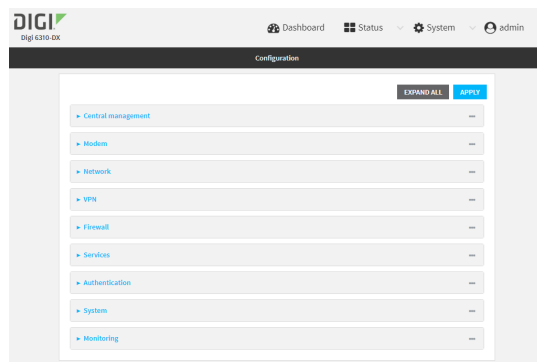 DIGI
Digi 6310-DX
Dashboard Status System admin
Configuration
EXPAND ALL APPLY
Central management
Modem
Network
VPN
Firewall
Services
Authentication
System
Monitoring